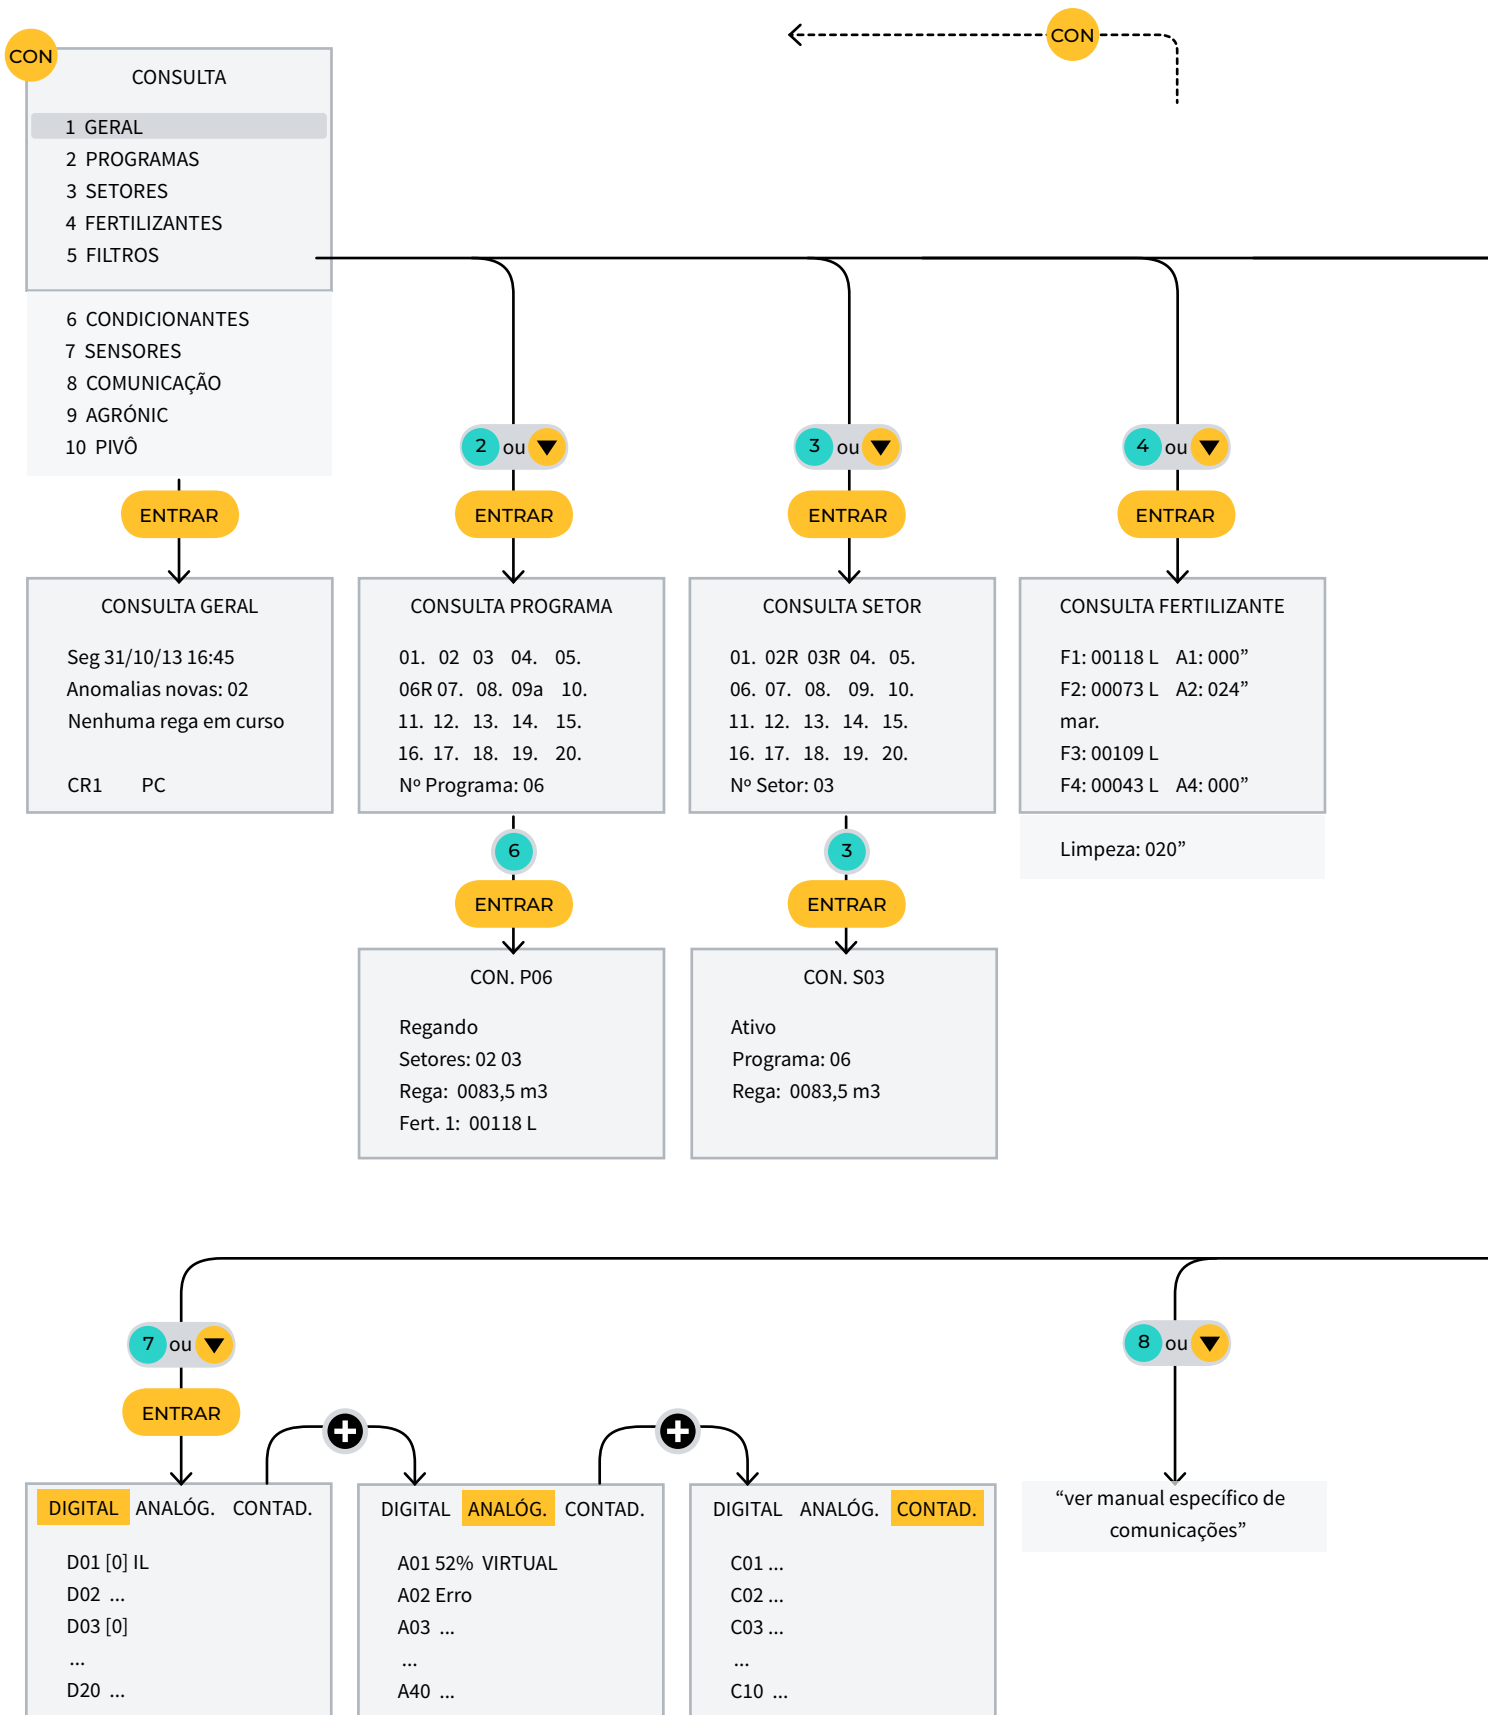 CON
CON
CONSULTA
1 GERAL
2 PROGRAMAS
3 SETORES
4 FERTILIZANTES
5 FILTROS
6 CONDICIONANTES
7 SENSORES
8 COMUNICAÇÃO
9 AGRÓNIC
10 PIVÔ
2 ou
3 ou
4 ou
ENTRAR
ENTRAR
ENTRAR
ENTRAR
CONSULTA GERAL
Seg 31/10/13 16:45
Anomalias novas: 02
Nenhuma rega em curso
CR1 PC
CONSULTA PROGRAMA
01. 02 03 04. 05.
06R 07. 08. 09a 10.
11. 12. 13. 14. 15.
16. 17. 18. 19. 20.
Nº Programa: 06
CONSULTA SETOR
01. 02R 03R 04. 05.
06. 07. 08. 09. 10.
11. 12. 13. 14. 15.
16. 17. 18. 19. 20.
Nº Setor: 03
CONSULTA FERTILIZANTE
F1: 00118 L A1: 000”
F2: 00073 L A2: 024”
mar.
F3: 00109 L
F4: 00043 L A4: 000”
Limpeza: 020”
6
3
ENTRAR
ENTRAR
CON. P06
Regando
Setores: 02 03
Rega: 0083,5 m3
Fert. 1: 00118 L
CON. S03
Ativo
Programa: 06
Rega: 0083,5 m3
7 ou
8 ou
ENTRAR
DIGITAL ANALÓG. CONTAD.
D01 [0] IL
D02 ...
D03 [0]
...
D20 ...
DIGITAL ANALÓG. CONTAD.
A01 52% VIRTUAL
A02 Erro
A03 ...
...
A40 ...
DIGITAL ANALÓG. CONTAD.
C01 ...
C02 ...
C03 ...
...
C10 ...
“ver manual específico de
comunicações”